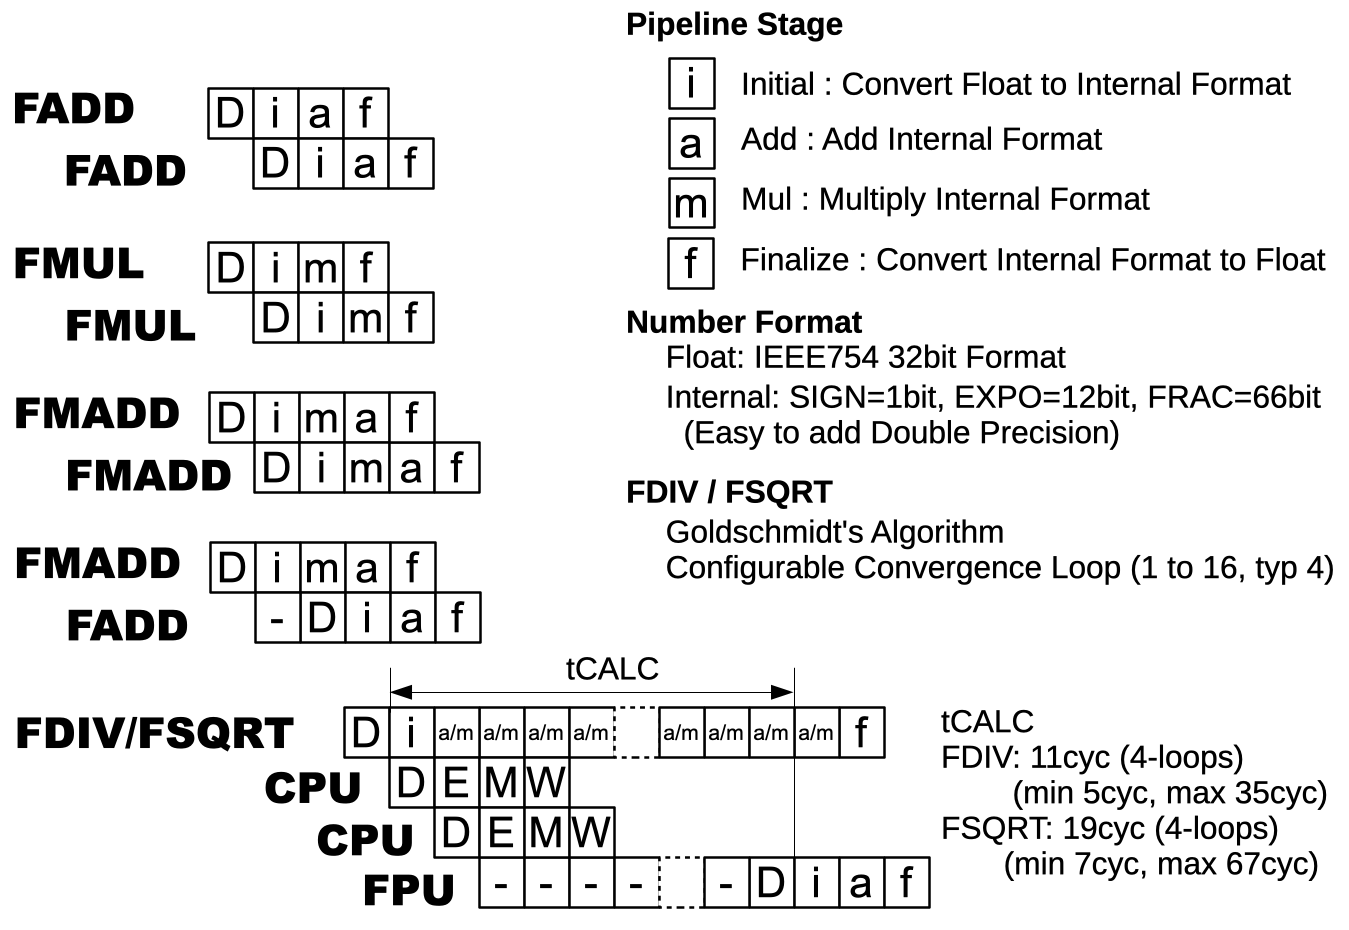 FADD D i a f
FADD D i a f
FMUL D i m f
FMUL D i m f
FMADD D i m a f
FMADD D i m a f
FMADD D i m a f
FADD - D i a f
tCALC
FDIV/FSQRT D i a/m a/m a/m a/m a/m a/m a/m a/m f
CPU D E M W
CPU D E M W
FPU - - - - - D i a f
Pipeline Stage
i Initial : Convert Float to Internal Format
a Add : Add Internal Format
m Mul : Multiply Internal Format
f Finalize : Convert Internal Format to Float
Number Format
Float: IEEE754 32bit Format
Internal: SIGN=1bit, EXPO=12bit, FRAC=66bit
(Easy to add Double Precision)
FDIV / FSQRT
Goldschmidt's Algorithm
Configurable Convergence Loop (1 to 16, typ 4)
tCALC
FDIV: 11cyc (4-loops)
(min 5cyc, max 35cyc)
FSQRT: 19cyc (4-loops)
(min 7cyc, max 67cyc)